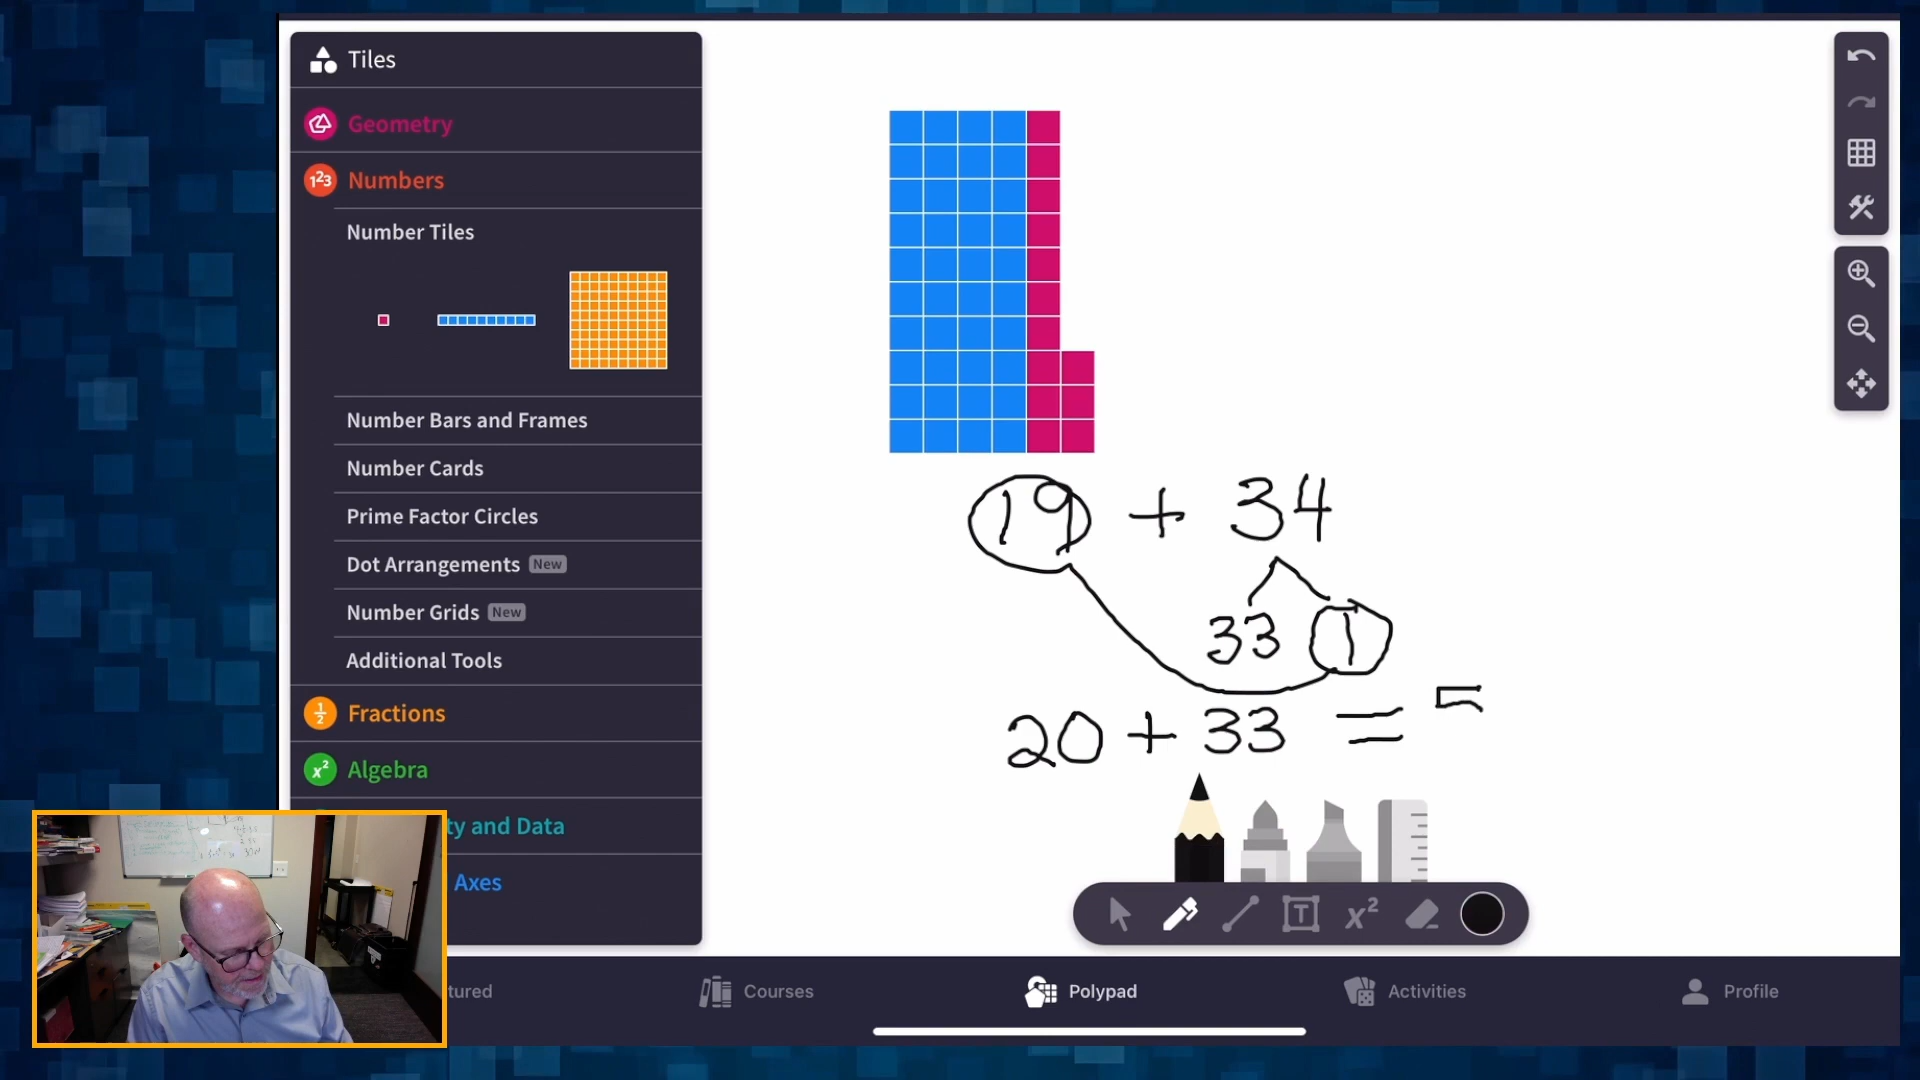 Tiles
Geometry
Numbers
Number Tiles
Number Bars and Frames
Number Cards
Prime Factor Circles
Dot Arrangements New
Number Grids New
Additional Tools
Fractions
Algebra
ty and Data
Axes
19 + 34
33 1
20 + 33 = 5
tured
Courses
Polypad
Activities
Profile